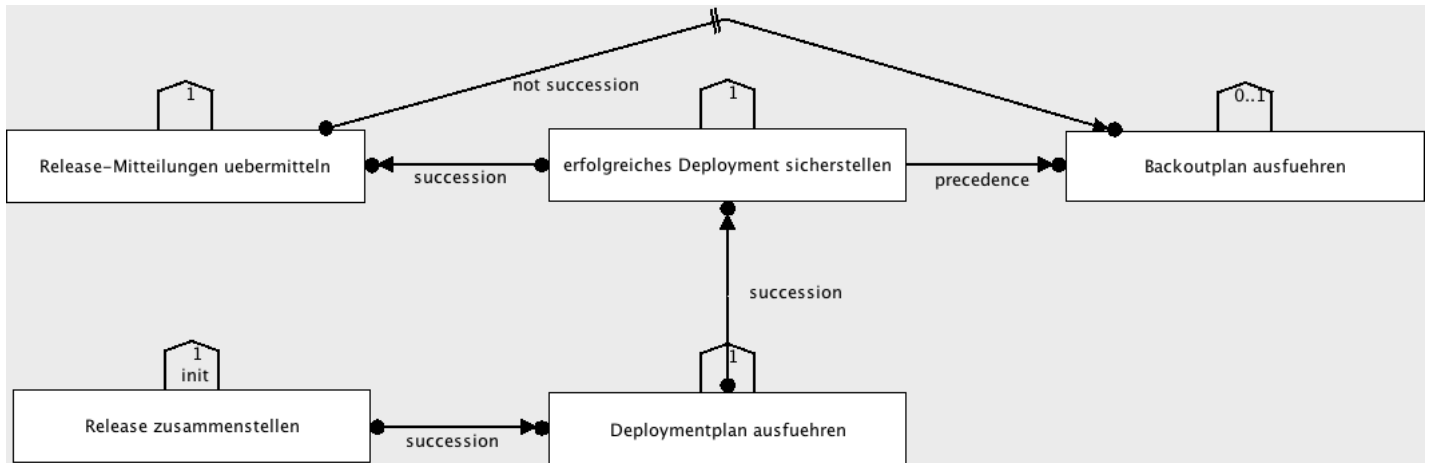 not succession
1
1
0..1
Release-Mitteilungen uebermitteln
erfolgreiches Deployment sicherstellen
Backoutplan ausfuehren
succession
precedence
succession
1
init
1
Release zusammenstellen
Deploymentplan ausfuehren
succession